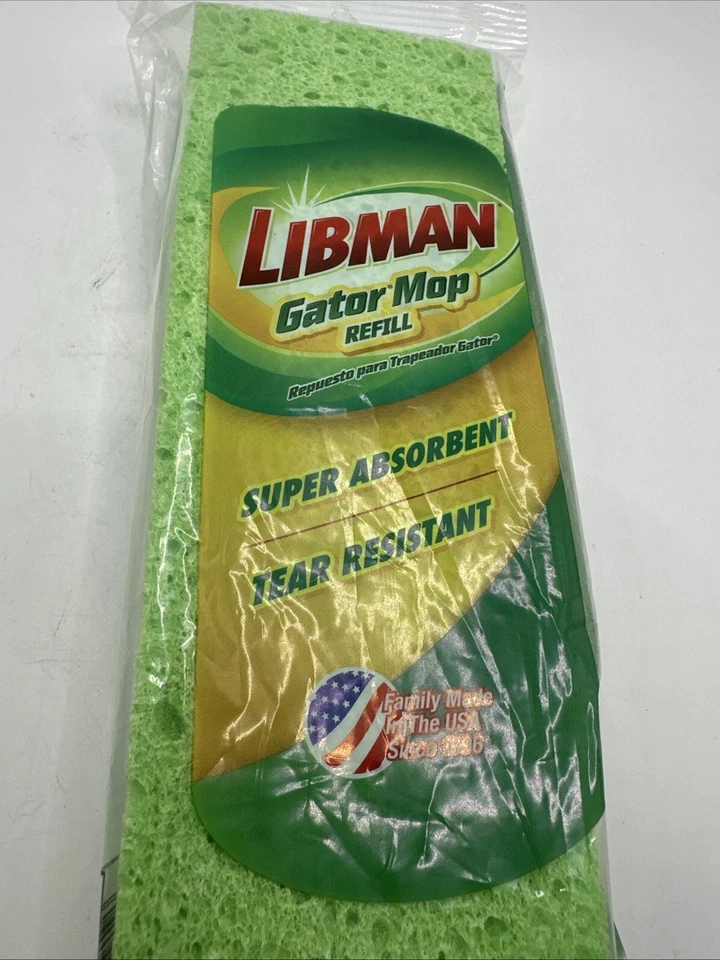 LIBMAN
Gator® Mop
REFILL
Repuesto para Trapeador Gator®
SUPER ABSORBENT
TEAR RESISTANT
Family Made
In The USA
Since